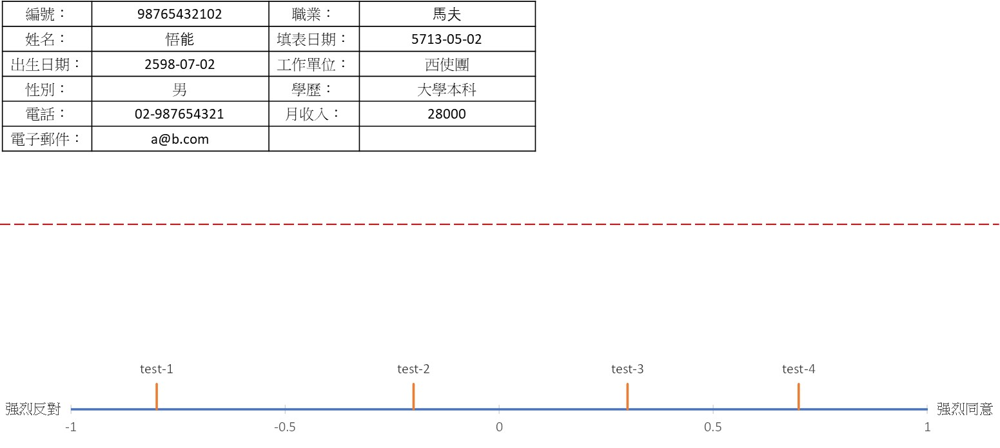 編號： 98765432102 職業： 馬夫
姓名： 悟能 填表日期： 5713-05-02
出生日期： 2598-07-02 工作單位： 西使團
性別： 男 學歷： 大學本科
電話： 02-987654321 月收入： 28000
電子郵件： a@b.com
test-1 test-2 test-3 test-4
强烈反對 强烈同意
-1 -0.5 0 0.5 1